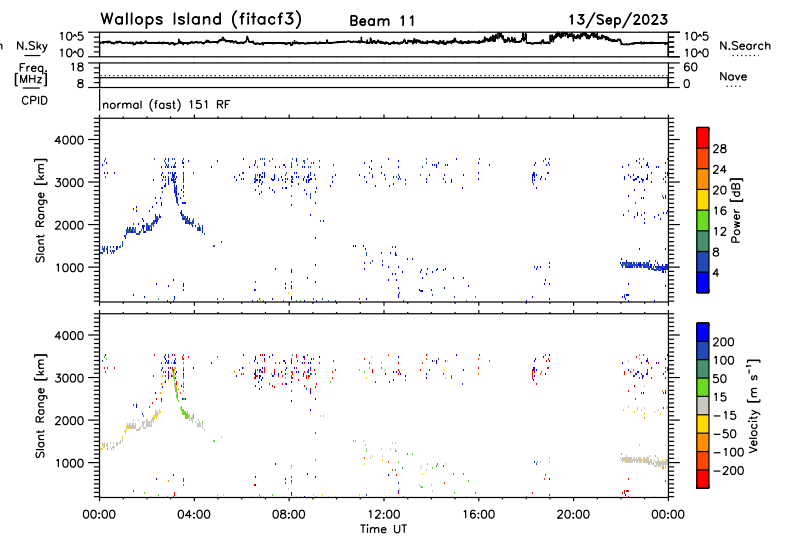 Wallops Island (fitacf3) Beam 11 13/Sep/2023
n N.Sky 10^5 10^0 10^5 10^0 N.Search
Freq. [MHz] 18 8 60 0 Nave
CPID normal (fast) 151 RF
Slant Range [km]
4000
3000
2000
1000
28
24
20
16
12
8
4
Power [dB]
Slant Range [km]
4000
3000
2000
1000
200
100
50
15
-15
-50
-100
-200
Velocity [m s⁻¹]
00:00 04:00 08:00 12:00 16:00 20:00 00:00
Time UT